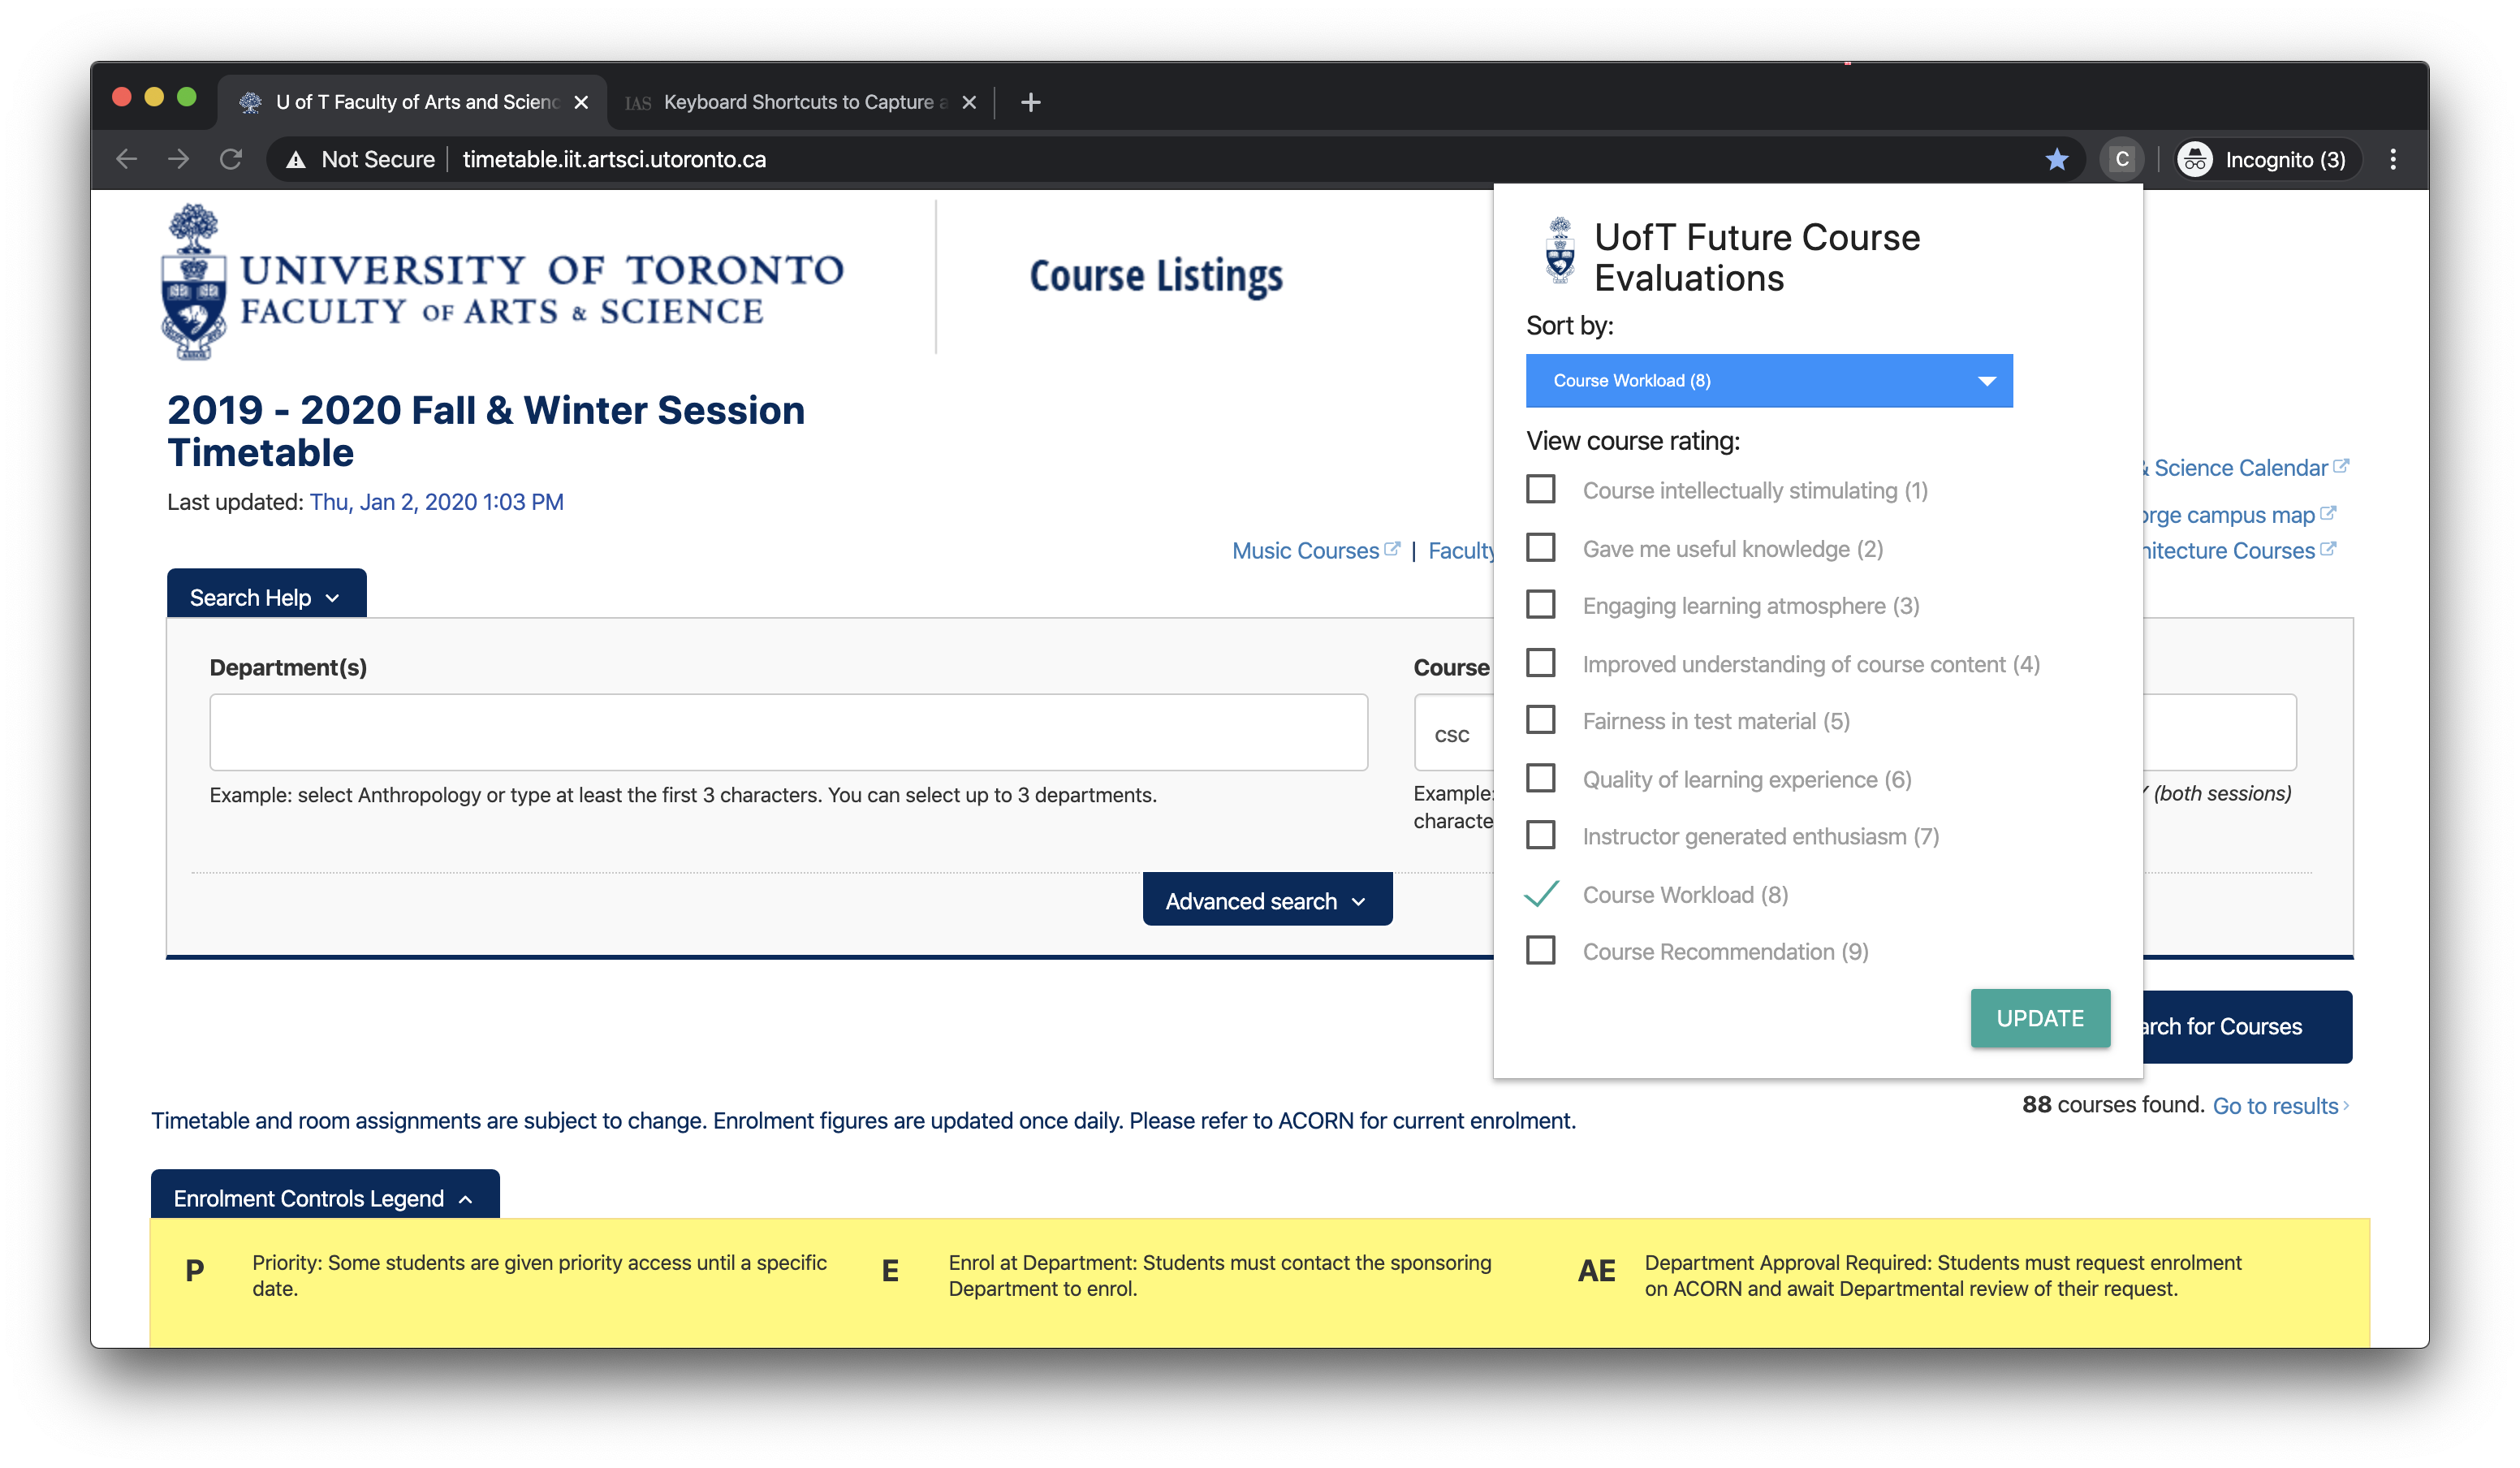 U of T Faculty of Arts and Scienc
IAS Keyboard Shortcuts to Capture a
Not Secure
timetable.iit.artsci.utoronto.ca
C
Incognito (3)
UNIVERSITY OF TORONTO
FACULTY OF ARTS & SCIENCE
Course Listings
2019 - 2020 Fall & Winter Session
Timetable
Last updated: Thu, Jan 2, 2020 1:03 PM
& Science Calendar
orge campus map
Music Courses | Faculty
hitecture Courses
Search Help
Department(s)
Example: select Anthropology or type at least the first 3 characters. You can select up to 3 departments.
Course
csc
Example:
Y (both sessions)
characte
Advanced search
UofT Future Course
Evaluations
Sort by:
Course Workload (8)
View course rating:
Course intellectually stimulating (1)
Gave me useful knowledge (2)
Engaging learning atmosphere (3)
Improved understanding of course content (4)
Fairness in test material (5)
Quality of learning experience (6)
Instructor generated enthusiasm (7)
Course Workload (8)
Course Recommendation (9)
UPDATE
arch for Courses
88 courses found. Go to results
Timetable and room assignments are subject to change. Enrolment figures are updated once daily. Please refer to ACORN for current enrolment.
Enrolment Controls Legend
P
Priority: Some students are given priority access until a specific
date.
E
Enrol at Department: Students must contact the sponsoring
Department to enrol.
AE
Department Approval Required: Students must request enrolment
on ACORN and await Departmental review of their request.